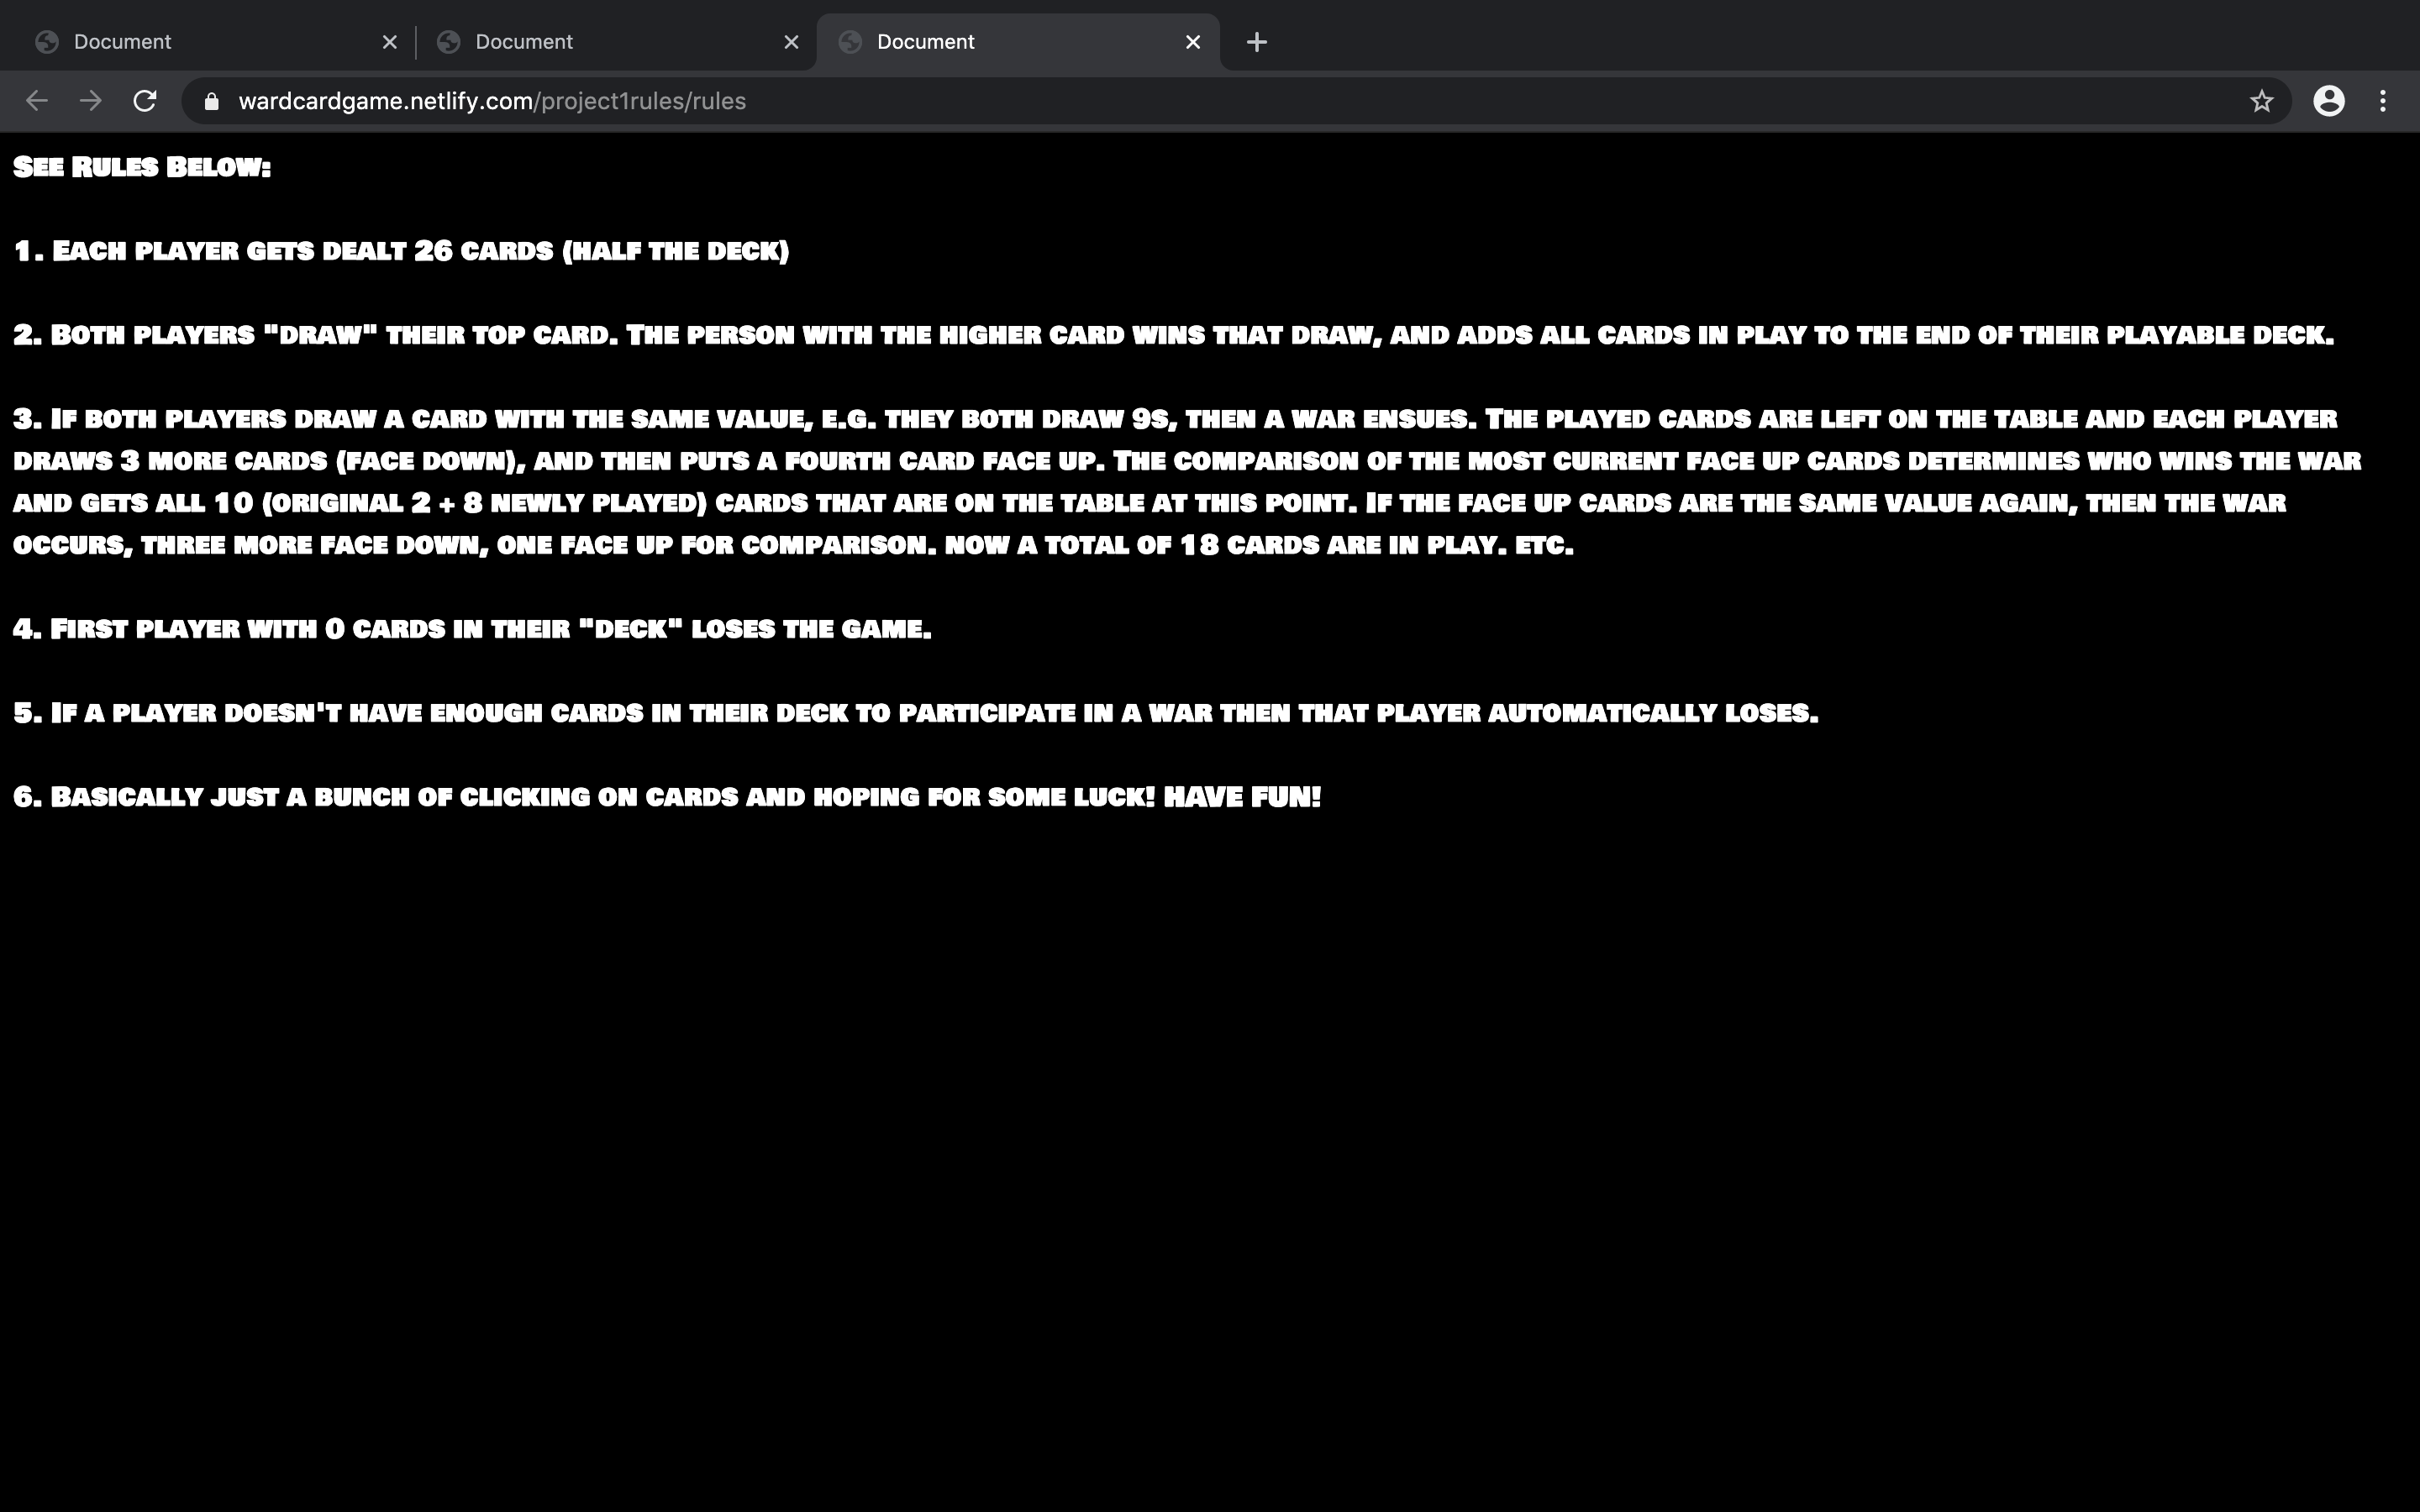 Document
Document
Document
wardcardgame.netlify.com/project1rules/rules
See Rules Below:
1. Each player gets dealt 26 cards (half the deck)
2. Both players "draw" their top card. The person with the higher card wins that draw, and adds all cards in play to the end of their playable deck.
3. If both players draw a card with the same value, e.g. they both draw 9s, then a war ensues. The played cards are left on the table and each player
draws 3 more cards (face down), and then puts a fourth card face up. The comparison of the most current face up cards determines who wins the war
and gets all 10 (original 2 + 8 newly played) cards that are on the table at this point. If the face up cards are the same value again, then the war
occurs, three more face down, one face up for comparison. now a total of 18 cards are in play. etc.
4. First player with 0 cards in their "deck" loses the game.
5. If a player doesn't have enough cards in their deck to participate in a war then that player automatically loses.
6. Basically just a bunch of clicking on cards and hoping for some luck! HAVE FUN!